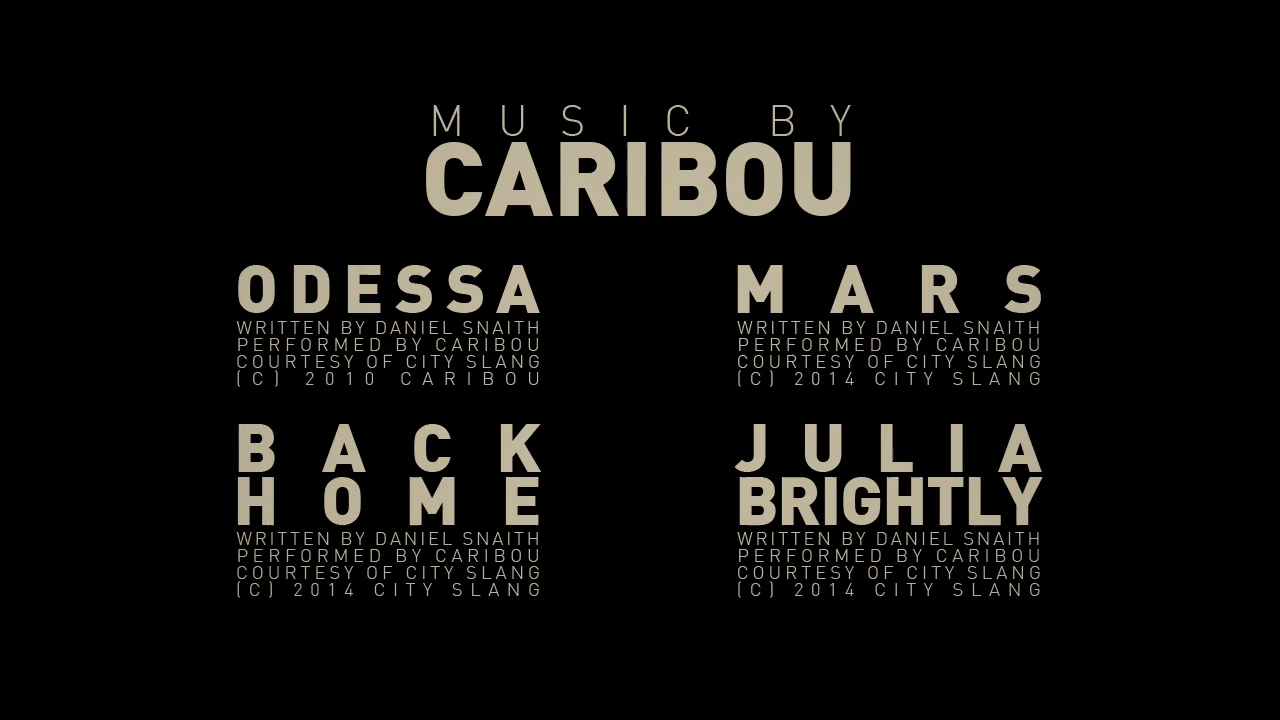 MUSIC BY
CARIBOU
ODESSA
WRITTEN BY DANIEL SNAITH
PERFORMED BY CARIBOU
COURTESY OF CITY SLANG
(C) 2010 CARIBOU
MARS
WRITTEN BY DANIEL SNAITH
PERFORMED BY CARIBOU
COURTESY OF CITY SLANG
(C) 2014 CITY SLANG
BACK
HOME
WRITTEN BY DANIEL SNAITH
PERFORMED BY CARIBOU
COURTESY OF CITY SLANG
(C) 2014 CITY SLANG
JULIA
BRIGHTLY
WRITTEN BY DANIEL SNAITH
PERFORMED BY CARIBOU
COURTESY OF CITY SLANG
(C) 2014 CITY SLANG